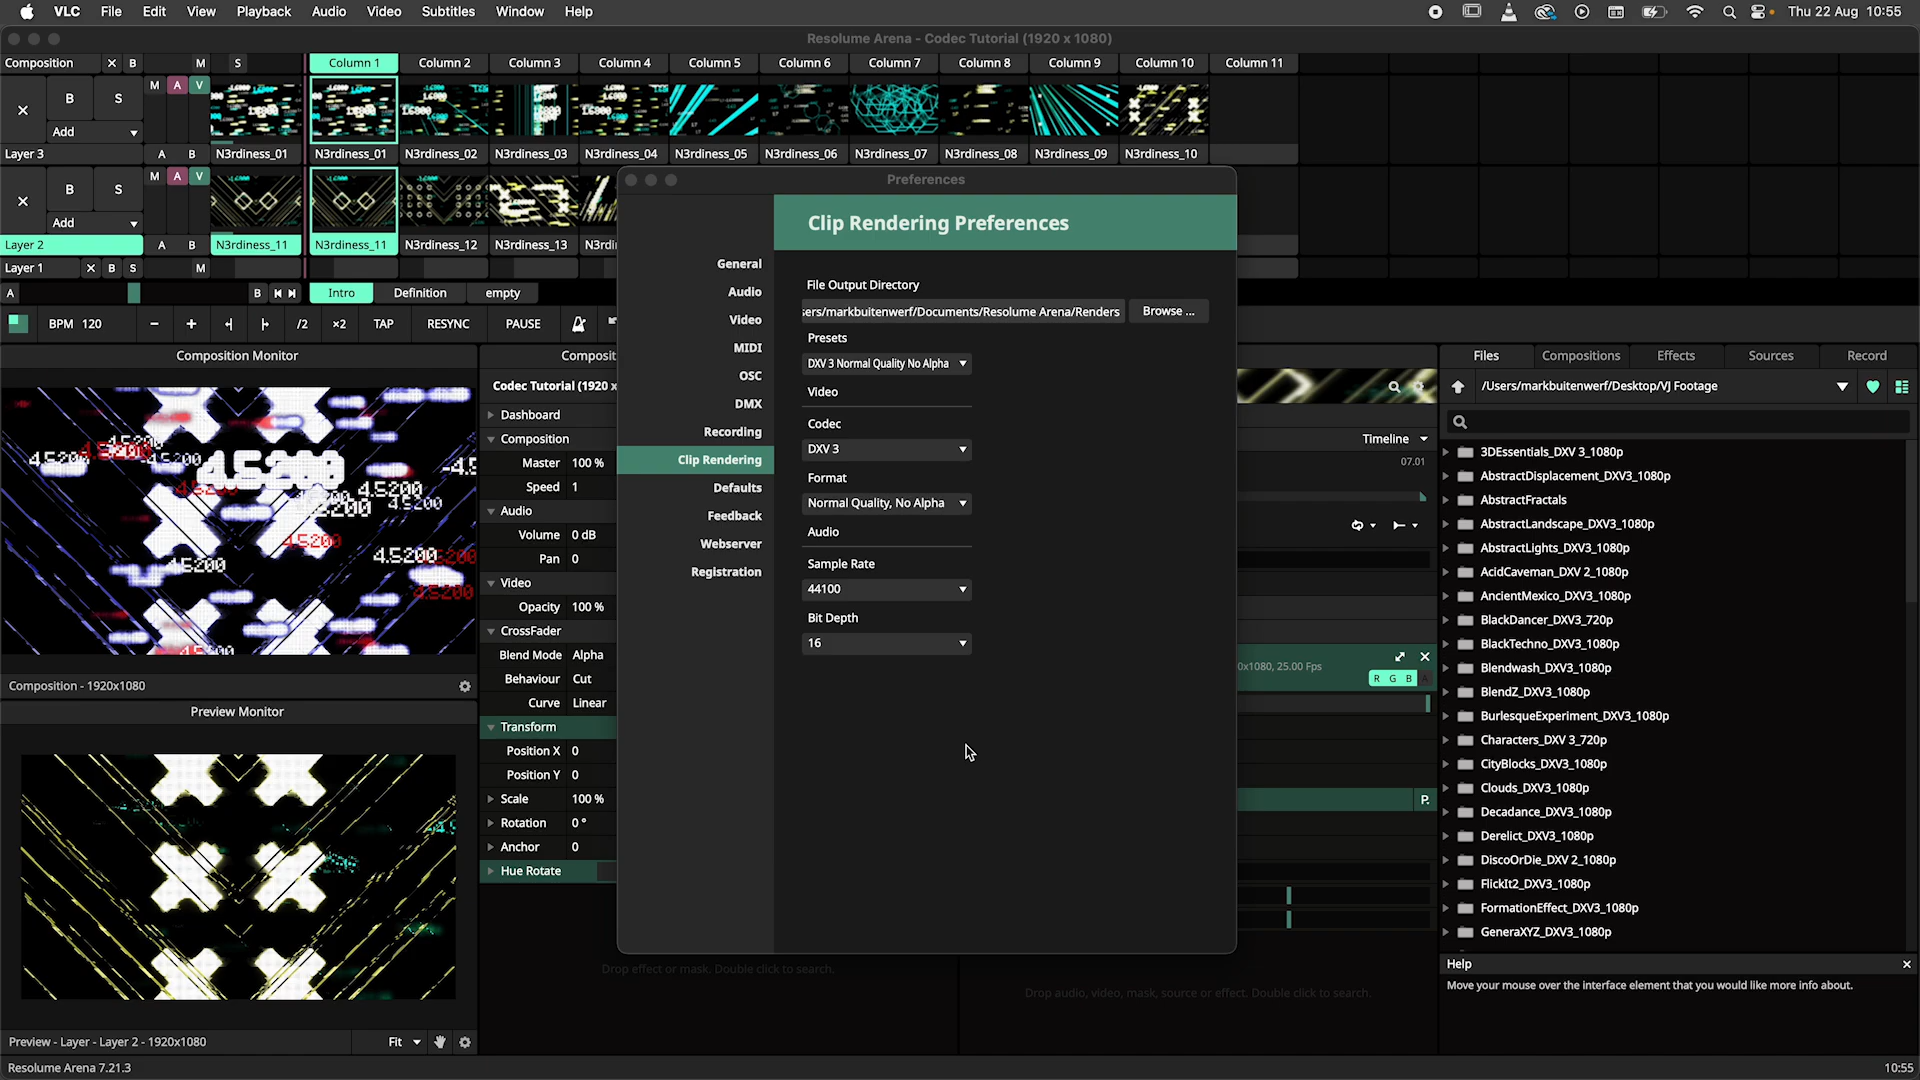 VLC File Edit View Playback Audio Video Subtitles Window Help
Thu 22 Aug 10:55
Resolume Arena - Codec Tutorial (1920 x 1080)
Composition X B M S Column 1 Column 2 Column 3 Column 4 Column 5 Column 6 Column 7 Column 8 Column 9 Column 10 Column 11
X B S M A V
Add
Layer 3 A B N3rdiness_01 N3rdiness_01 N3rdiness_02 N3rdiness_03 N3rdiness_04 N3rdiness_05 N3rdiness_06 N3rdiness_07 N3rdiness_08 N3rdiness_09 N3rdiness_10
X B S M A V
Add
Layer 2 A B N3rdiness_11 N3rdiness_11 N3rdiness_12 N3rdiness_13 N3rdi
Layer 1 X B S M
A B Intro Definition empty
BPM 120 - + /2 ×2 TAP RESYNC PAUSE
Preferences
Clip Rendering Preferences
General
Audio
Video
MIDI
OSC
DMX
Recording
Clip Rendering
Defaults
Feedback
Webserver
Registration
File Output Directory
sers/markbuitenwerf/Documents/Resolume Arena/Renders Browse ...
Presets
DXV 3 Normal Quality No Alpha
Video
Codec
DXV 3
Format
Normal Quality, No Alpha
Audio
Sample Rate
44100
Bit Depth
16
Composition Monitor
4.5200
Composition - 1920x1080
Preview Monitor
Preview - Layer - Layer 2 - 1920x1080 Fit
Composit
Codec Tutorial (1920 x
Dashboard
Composition
Master 100 %
Speed 1
Audio
Volume 0 dB
Pan 0
Video
Opacity 100 %
CrossFader
Blend Mode Alpha
Behaviour Cut
Curve Linear
Transform
Position X 0
Position Y 0
Scale 100 %
Rotation 0 °
Anchor 0
Hue Rotate
Drop effect or mask. Double click to search.
Timeline
07.01
0x1080, 25.00 Fps
R G B A
P.
Drop audio, video, mask, source or effect. Double click to search.
Files Compositions Effects Sources Record
/Users/markbuitenwerf/Desktop/VJ Footage
3DEssentials_DXV 3_1080p
AbstractDisplacement_DXV3_1080p
AbstractFractals
AbstractLandscape_DXV3_1080p
AbstractLights_DXV3_1080p
AcidCaveman_DXV 2_1080p
AncientMexico_DXV3_1080p
BlackDancer_DXV3_720p
BlackTechno_DXV3_1080p
Blendwash_DXV3_1080p
BlendZ_DXV3_1080p
BurlesqueExperiment_DXV3_1080p
Characters_DXV 3_720p
CityBlocks_DXV3_1080p
Clouds_DXV3_1080p
Decadance_DXV3_1080p
Derelict_DXV3_1080p
DiscoOrDie_DXV 2_1080p
FlickIt2_DXV3_1080p
FormationEffect_DXV3_1080p
GeneraXYZ_DXV3_1080p
Help
Move your mouse over the interface element that you would like more info about.
Resolume Arena 7.21.3
10:55